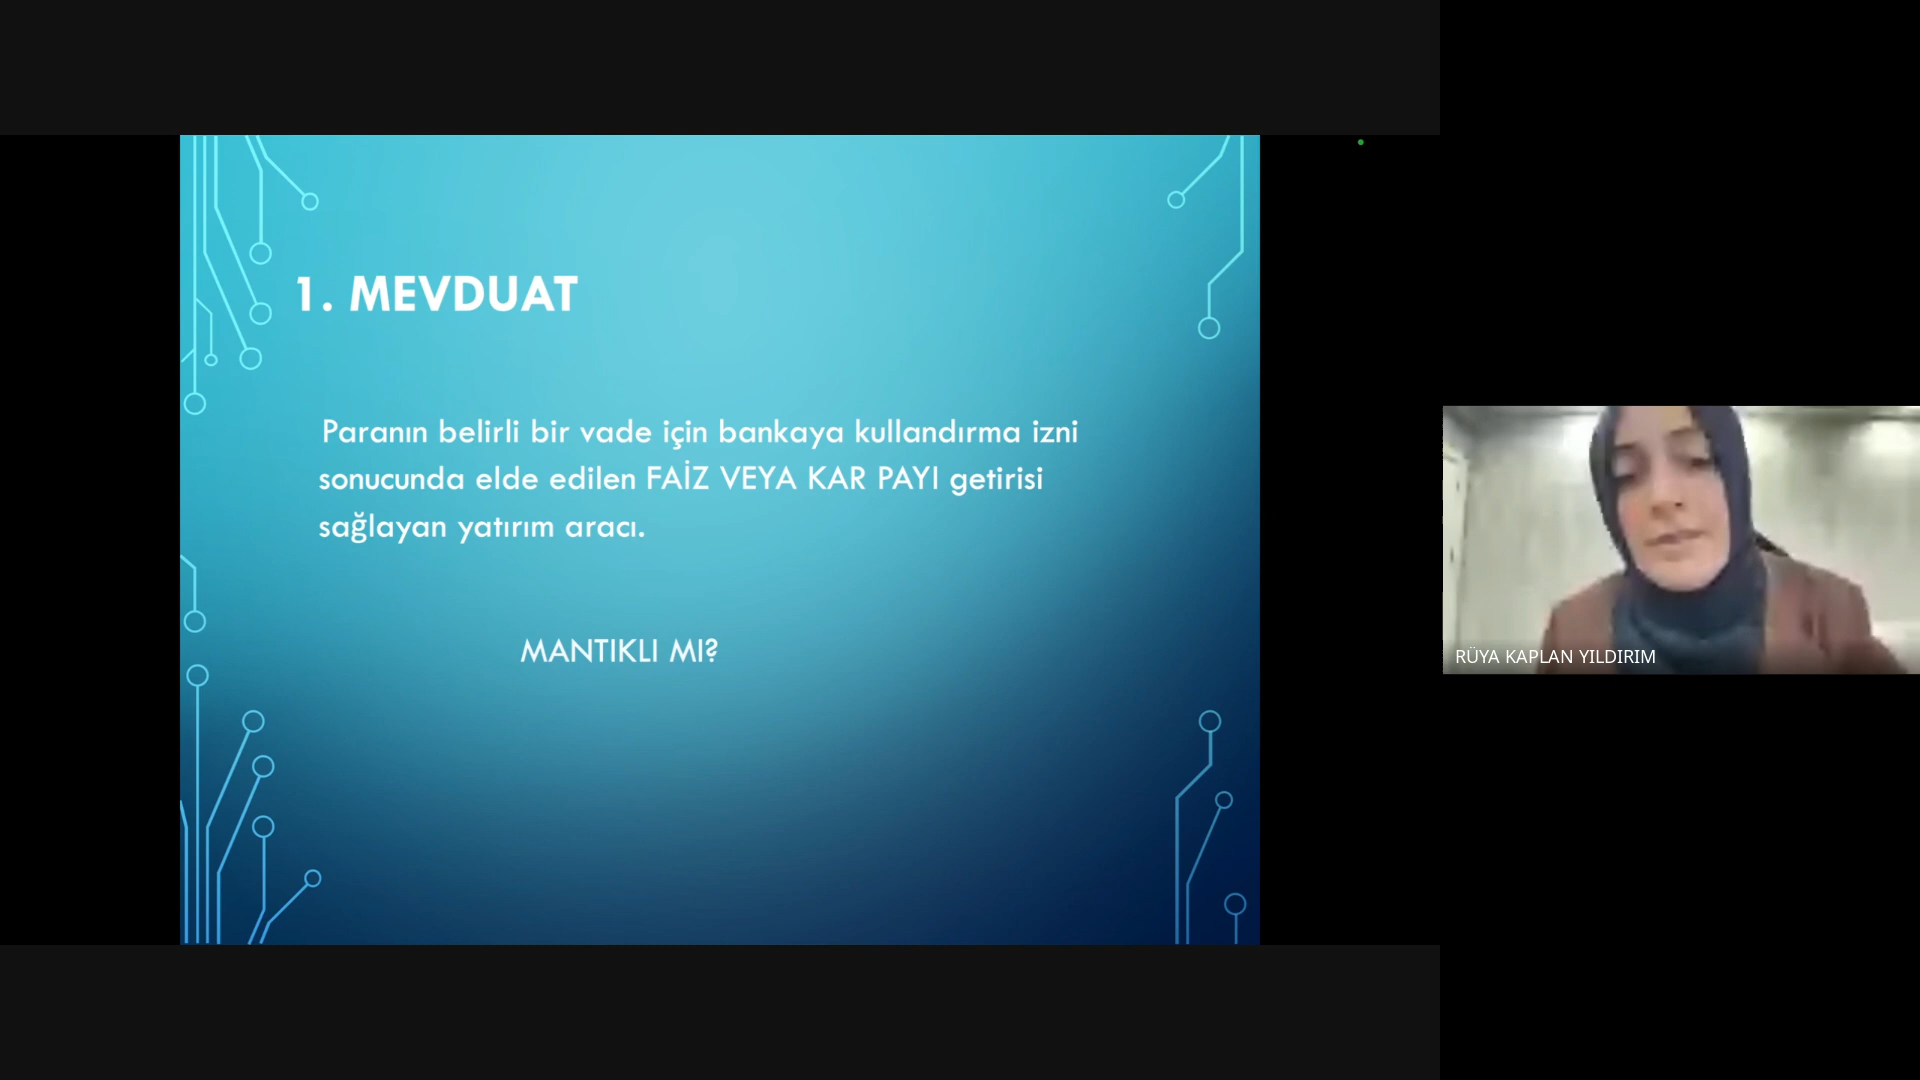 1. MEVDUAT
Paranın belirli bir vade için bankaya kullandırma izni
sonucunda elde edilen FAİZ VEYA KAR PAYI getirisi
sağlayan yatırım aracı.
MANTIKLI MI?
RÜYA KAPLAN YILDIRIM